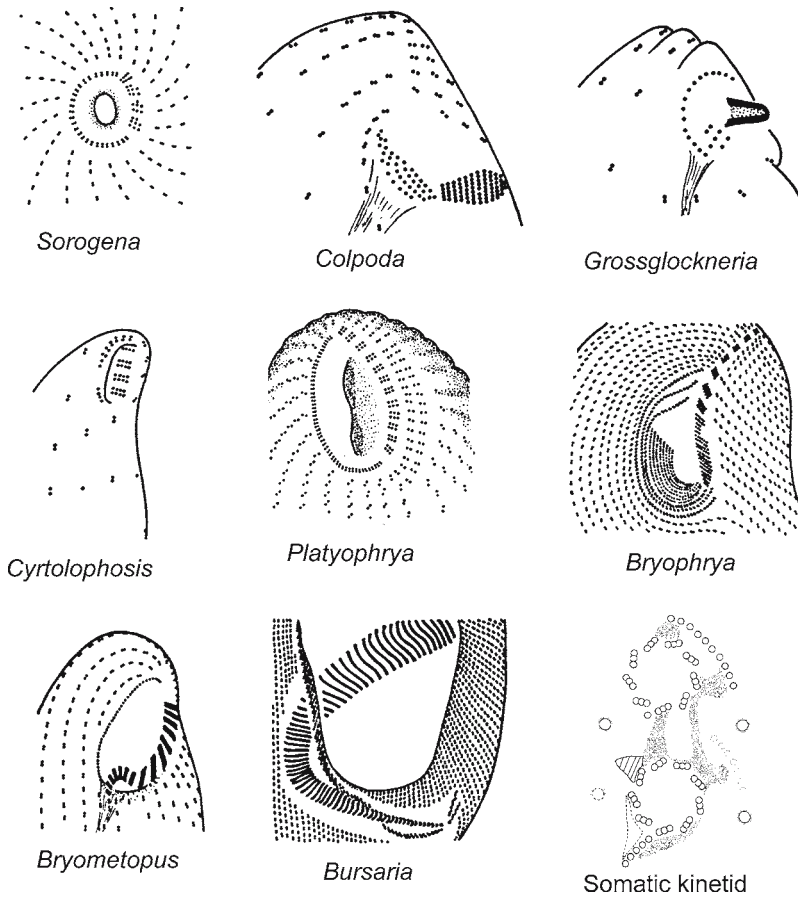 Sorogena
Colpoda
Grossglockneria
Cyrtolophosis
Platyophrya
Bryophrya
Bryometopus
Bursaria
Somatic kinetid